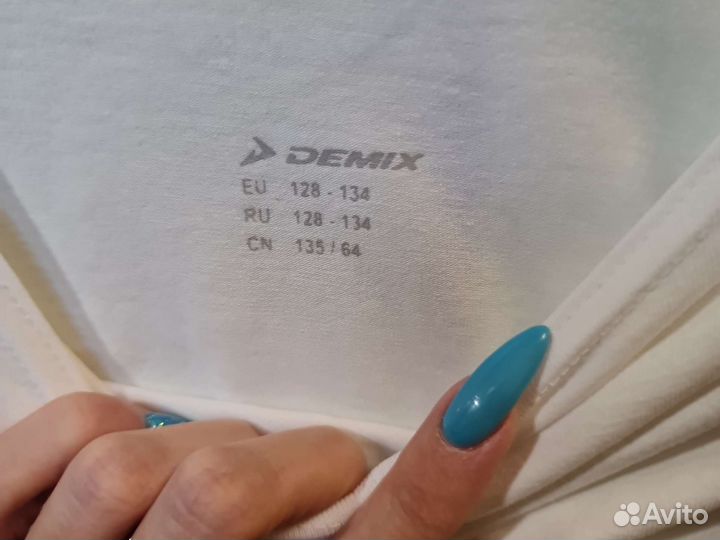 DEMIX
EU 128 - 134
RU 128 - 134
CN 135 / 64
Avito